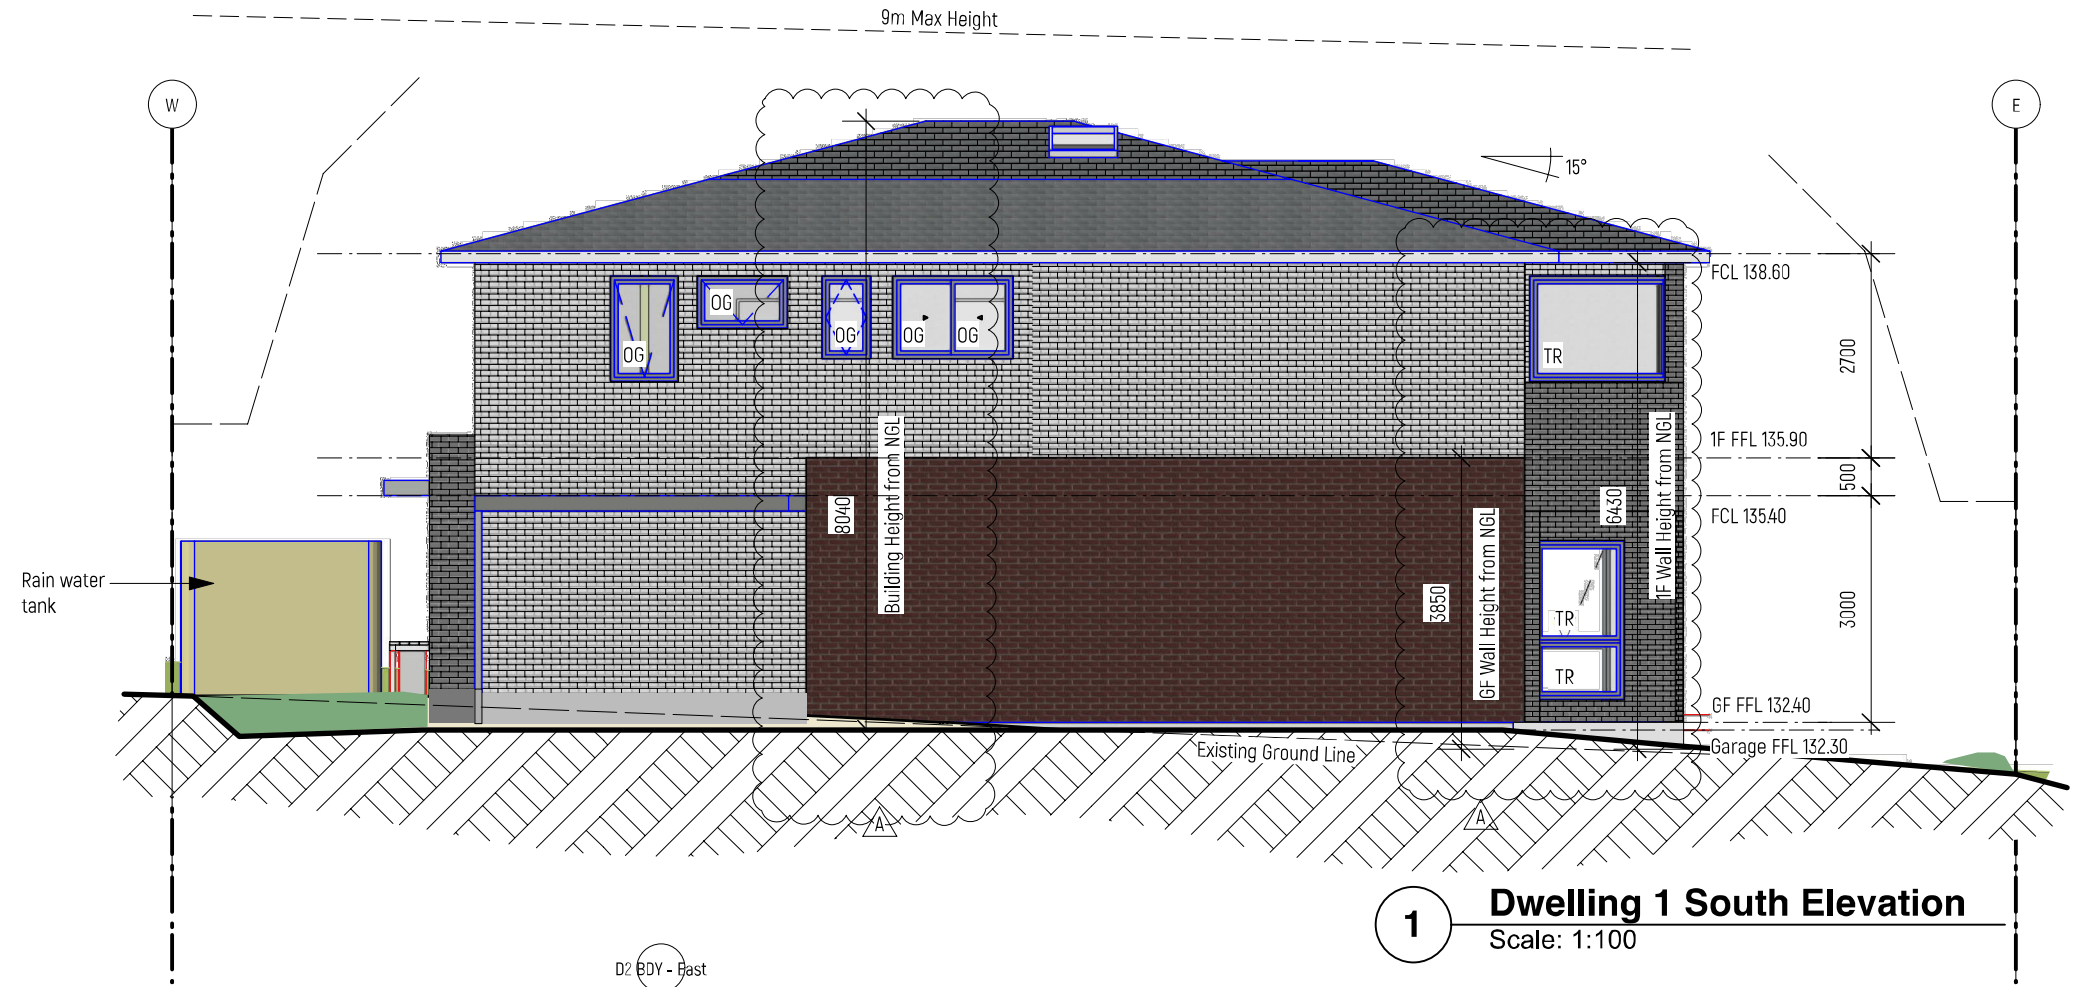 9m Max Height
W
E
15°
FCL 138.60
OG
OG
OG
OG
OG
TR
2700
1F FFL 135.90
500
FCL 135.40
8040
Building Height from NGL
3850
GF Wall Height from NGL
6430
1F Wall Height from NGL
3000
Rain water
tank
TR
TR
GF FFL 132.40
Garage FFL 132.30
Existing Ground Line
A
A
1
Dwelling 1 South Elevation
Scale: 1:100
D2 BDY - East